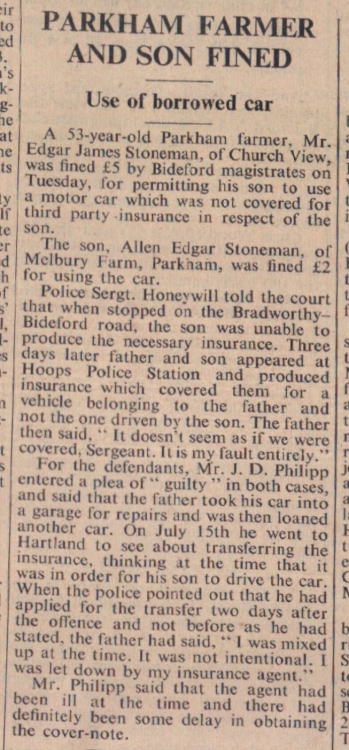 PARKHAM FARMER
AND SON FINED
Use of borrowed car
A 53-year-old Parkham farmer, Mr.
Edgar James Stoneman, of Church View,
was fined £5 by Bideford magistrates on
Tuesday, for permitting his son to use
a motor car which was not covered for
third party insurance in respect of the
son.
The son, Allen Edgar Stoneman, of
Melbury Farm, Parkham, was fined £2
for using the car.
Police Sergt. Honeywill told the court
that when stopped on the Bradworthy–
Bideford road, the son was unable to
produce the necessary insurance. Three
days later father and son appeared at
Hoops Police Station and produced
insurance which covered them for a
vehicle belonging to the father and
not the one driven by the son. The father
then said, “ It doesn't seem as if we were
covered, Sergeant. It is my fault entirely.”
For the defendants, Mr. J. D. Philipp
entered a plea of “ guilty ” in both cases,
and said that the father took his car into
a garage for repairs and was then loaned
another car. On July 15th he went to
Hartland to see about transferring the
insurance, thinking at the time that it
was in order for his son to drive the car.
When the police pointed out that he had
applied for the transfer two days after
the offence and not before as he had
stated, the father had said, “ I was mixed
up at the time. It was not intentional. I
was let down by my insurance agent.”
Mr. Philipp said that the agent had
been ill at the time and there had
definitely been some delay in obtaining
the cover-note.